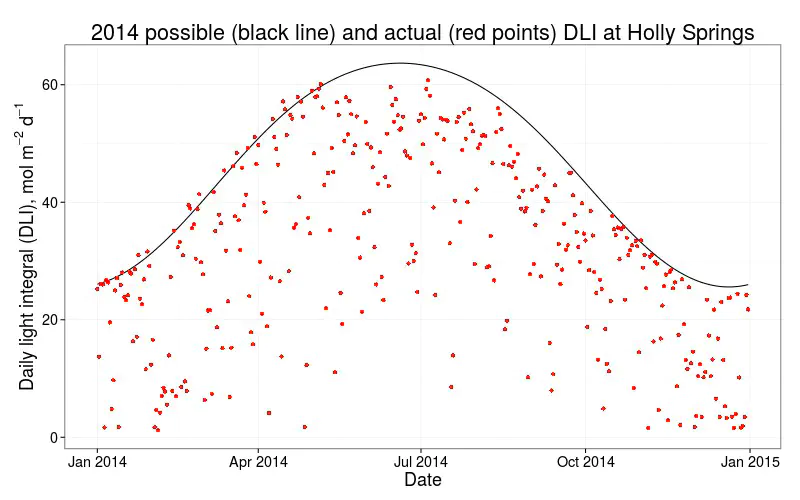 2014 possible (black line) and actual (red points) DLI at Holly Springs
Daily light integral (DLI), mol m⁻² d⁻¹
60
40
20
0
Jan 2014 Apr 2014 Jul 2014 Oct 2014 Jan 2015
Date